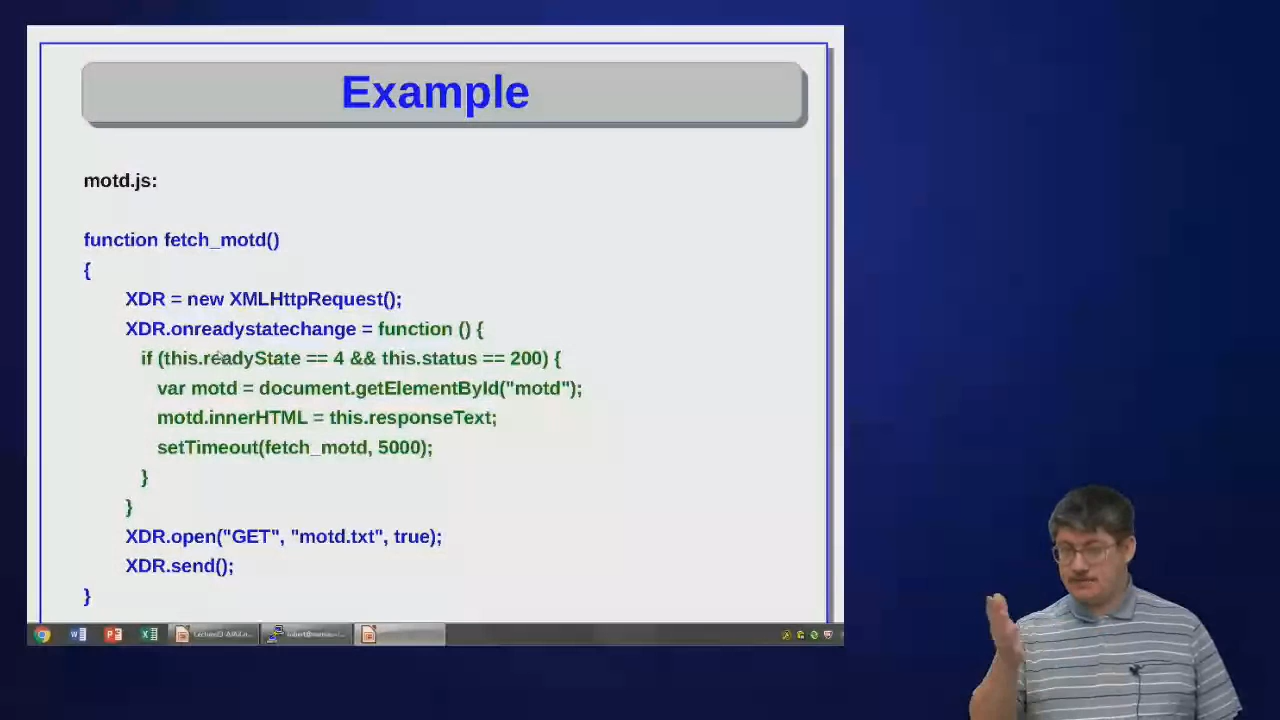 Example
motd.js:
function fetch_motd()
{
XDR = new XMLHttpRequest();
XDR.onreadystatechange = function () {
if (this.readyState == 4 && this.status == 200) {
var motd = document.getElementById("motd");
motd.innerHTML = this.responseText;
setTimeout(fetch_motd, 5000);
}
}
XDR.open("GET", "motd.txt", true);
XDR.send();
}